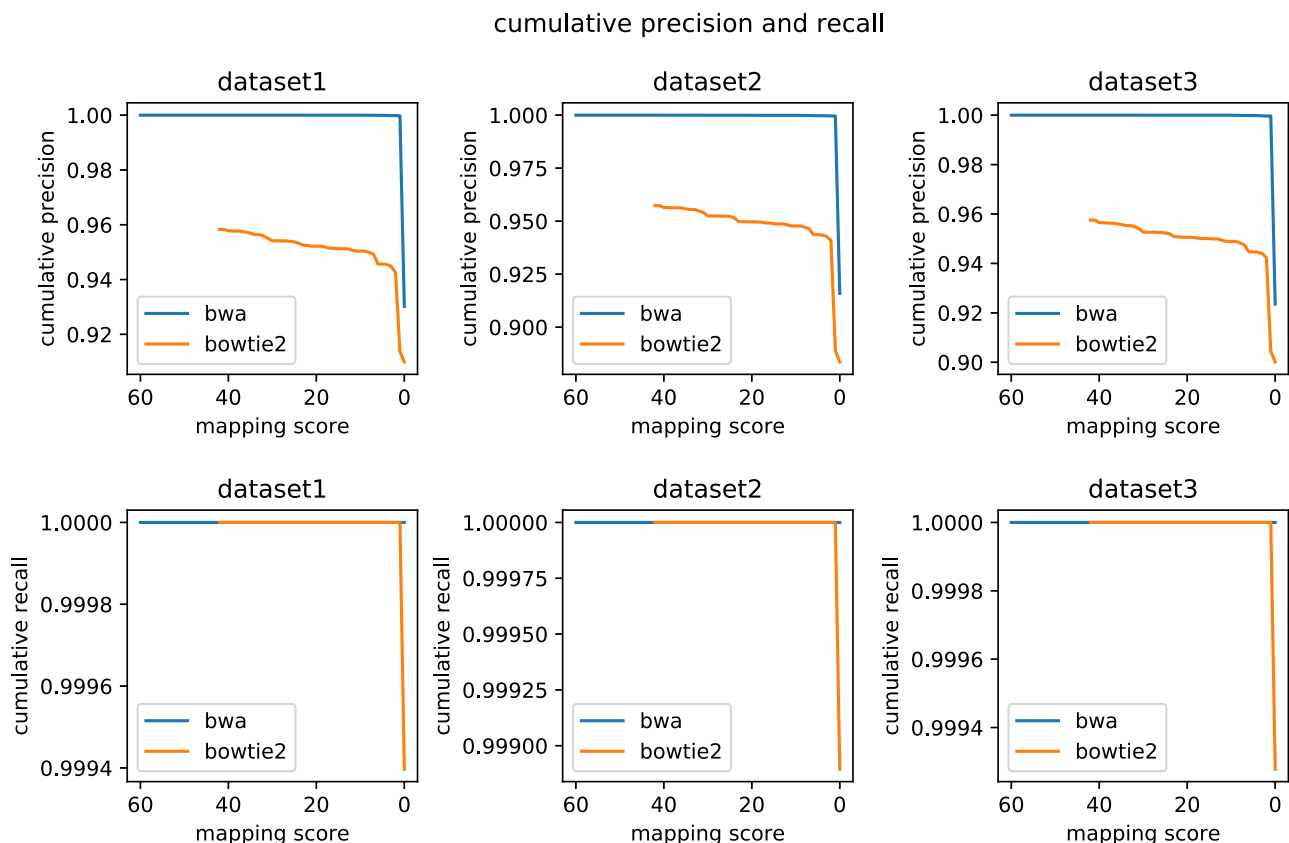 cumulative precision and recall
dataset1
cumulative precision
1.00
0.98
0.96
0.94
0.92
bwa
bowtie2
60
40
20
0
mapping score
dataset2
cumulative precision
1.000
0.975
0.950
0.925
0.900
bwa
bowtie2
60
40
20
0
mapping score
dataset3
cumulative precision
1.00
0.98
0.96
0.94
0.92
0.90
bwa
bowtie2
60
40
20
0
mapping score
dataset1
cumulative recall
1.0000
0.9998
0.9996
0.9994
bwa
bowtie2
60
40
20
0
mapping score
dataset2
cumulative recall
1.00000
0.99975
0.99950
0.99925
0.99900
bwa
bowtie2
60
40
20
0
mapping score
dataset3
cumulative recall
1.0000
0.9998
0.9996
0.9994
bwa
bowtie2
60
40
20
0
mapping score